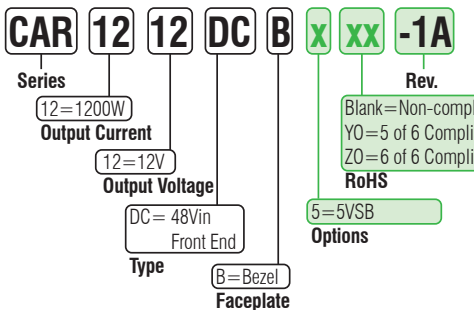 CAR 12 12 DC B x xx -1A
Series
Rev.
12=1200W
Output Current
Blank=Non-compl
YO=5 of 6 Compli
ZO=6 of 6 Compli
RoHS
12=12V
Output Voltage
DC= 48Vin
Front End
Type
5=5VSB
Options
B=Bezel
Faceplate